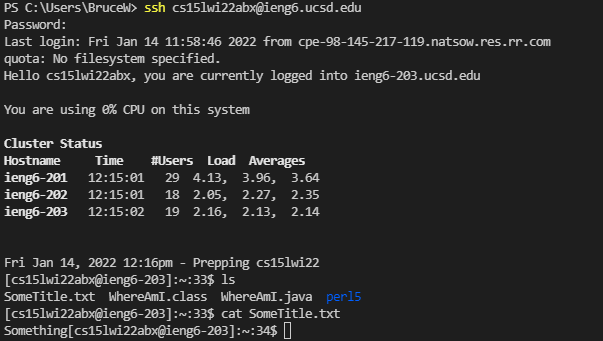 PS C:\Users\BruceW> ssh cs15lwi22abx@ieng6.ucsd.edu
Password:
Last login: Fri Jan 14 11:58:46 2022 from cpe-98-145-217-119.natsow.res.rr.com
quota: No filesystem specified.
Hello cs15lwi22abx, you are currently logged into ieng6-203.ucsd.edu
You are using 0% CPU on this system
Cluster Status
Hostname     Time    #Users  Load  Averages
ieng6-201   12:15:01   29  4.13,  3.96,  3.64
ieng6-202   12:15:01   18  2.05,  2.27,  2.35
ieng6-203   12:15:02   19  2.16,  2.13,  2.14
Fri Jan 14, 2022 12:16pm - Prepping cs15lwi22
[cs15lwi22abx@ieng6-203]:~:33$ ls
SomeTitle.txt  WhereAmI.class  WhereAmI.java  perl5
[cs15lwi22abx@ieng6-203]:~:33$ cat SomeTitle.txt
Something[cs15lwi22abx@ieng6-203]:~:34$